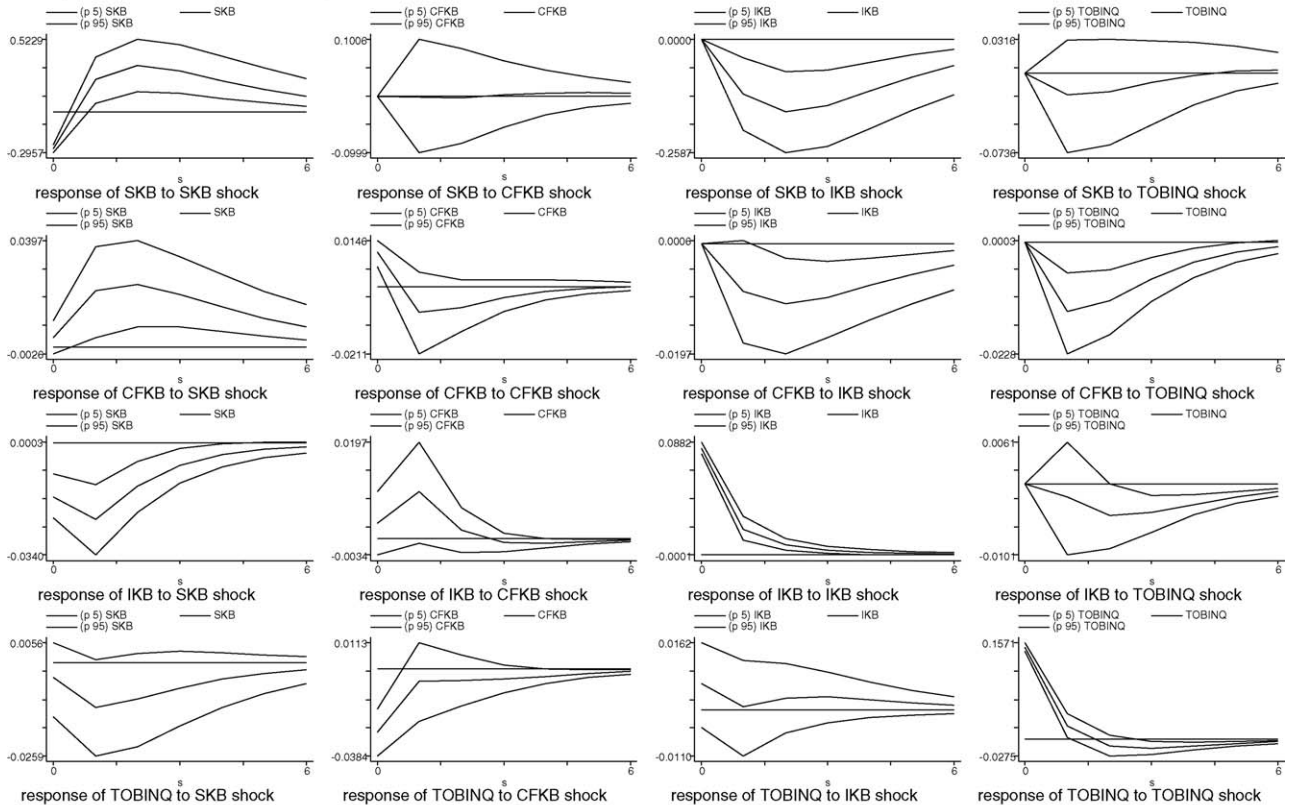 (p 5) SKB SKB
(p 95) SKB
0.5229
-0.2957
0 6
s
response of SKB to SKB shock
(p 5) CFKB CFKB
(p 95) CFKB
0.1006
-0.0999
0 6
s
response of SKB to CFKB shock
(p 5) IKB IKB
(p 95) IKB
0.0000
-0.2587
0 6
s
response of SKB to IKB shock
(p 5) TOBINQ TOBINQ
(p 95) TOBINQ
0.0316
-0.0736
0 6
s
response of SKB to TOBINQ shock
(p 5) SKB SKB
(p 95) SKB
0.0397
-0.0026
0 6
s
response of CFKB to SKB shock
(p 5) CFKB CFKB
(p 95) CFKB
0.0146
-0.0211
0 6
s
response of CFKB to CFKB shock
(p 5) IKB IKB
(p 95) IKB
0.0006
-0.0197
0 6
s
response of CFKB to IKB shock
(p 5) TOBINQ TOBINQ
(p 95) TOBINQ
0.0003
-0.0228
0 6
s
response of CFKB to TOBINQ shock
(p 5) SKB SKB
(p 95) SKB
0.0003
-0.0340
0 6
s
response of IKB to SKB shock
(p 5) CFKB CFKB
(p 95) CFKB
0.0197
-0.0034
0 6
s
response of IKB to CFKB shock
(p 5) IKB IKB
(p 95) IKB
0.0882
-0.0001
0 6
s
response of IKB to IKB shock
(p 5) TOBINQ TOBINQ
(p 95) TOBINQ
0.0061
-0.0101
0 6
s
response of IKB to TOBINQ shock
(p 5) SKB SKB
(p 95) SKB
0.0056
-0.0259
0 6
s
response of TOBINQ to SKB shock
(p 5) CFKB CFKB
(p 95) CFKB
0.0113
-0.0384
0 6
s
response of TOBINQ to CFKB shock
(p 5) IKB IKB
(p 95) IKB
0.0162
-0.0110
0 6
s
response of TOBINQ to IKB shock
(p 5) TOBINQ TOBINQ
(p 95) TOBINQ
0.1571
-0.0275
0 6
s
response of TOBINQ to TOBINQ shock